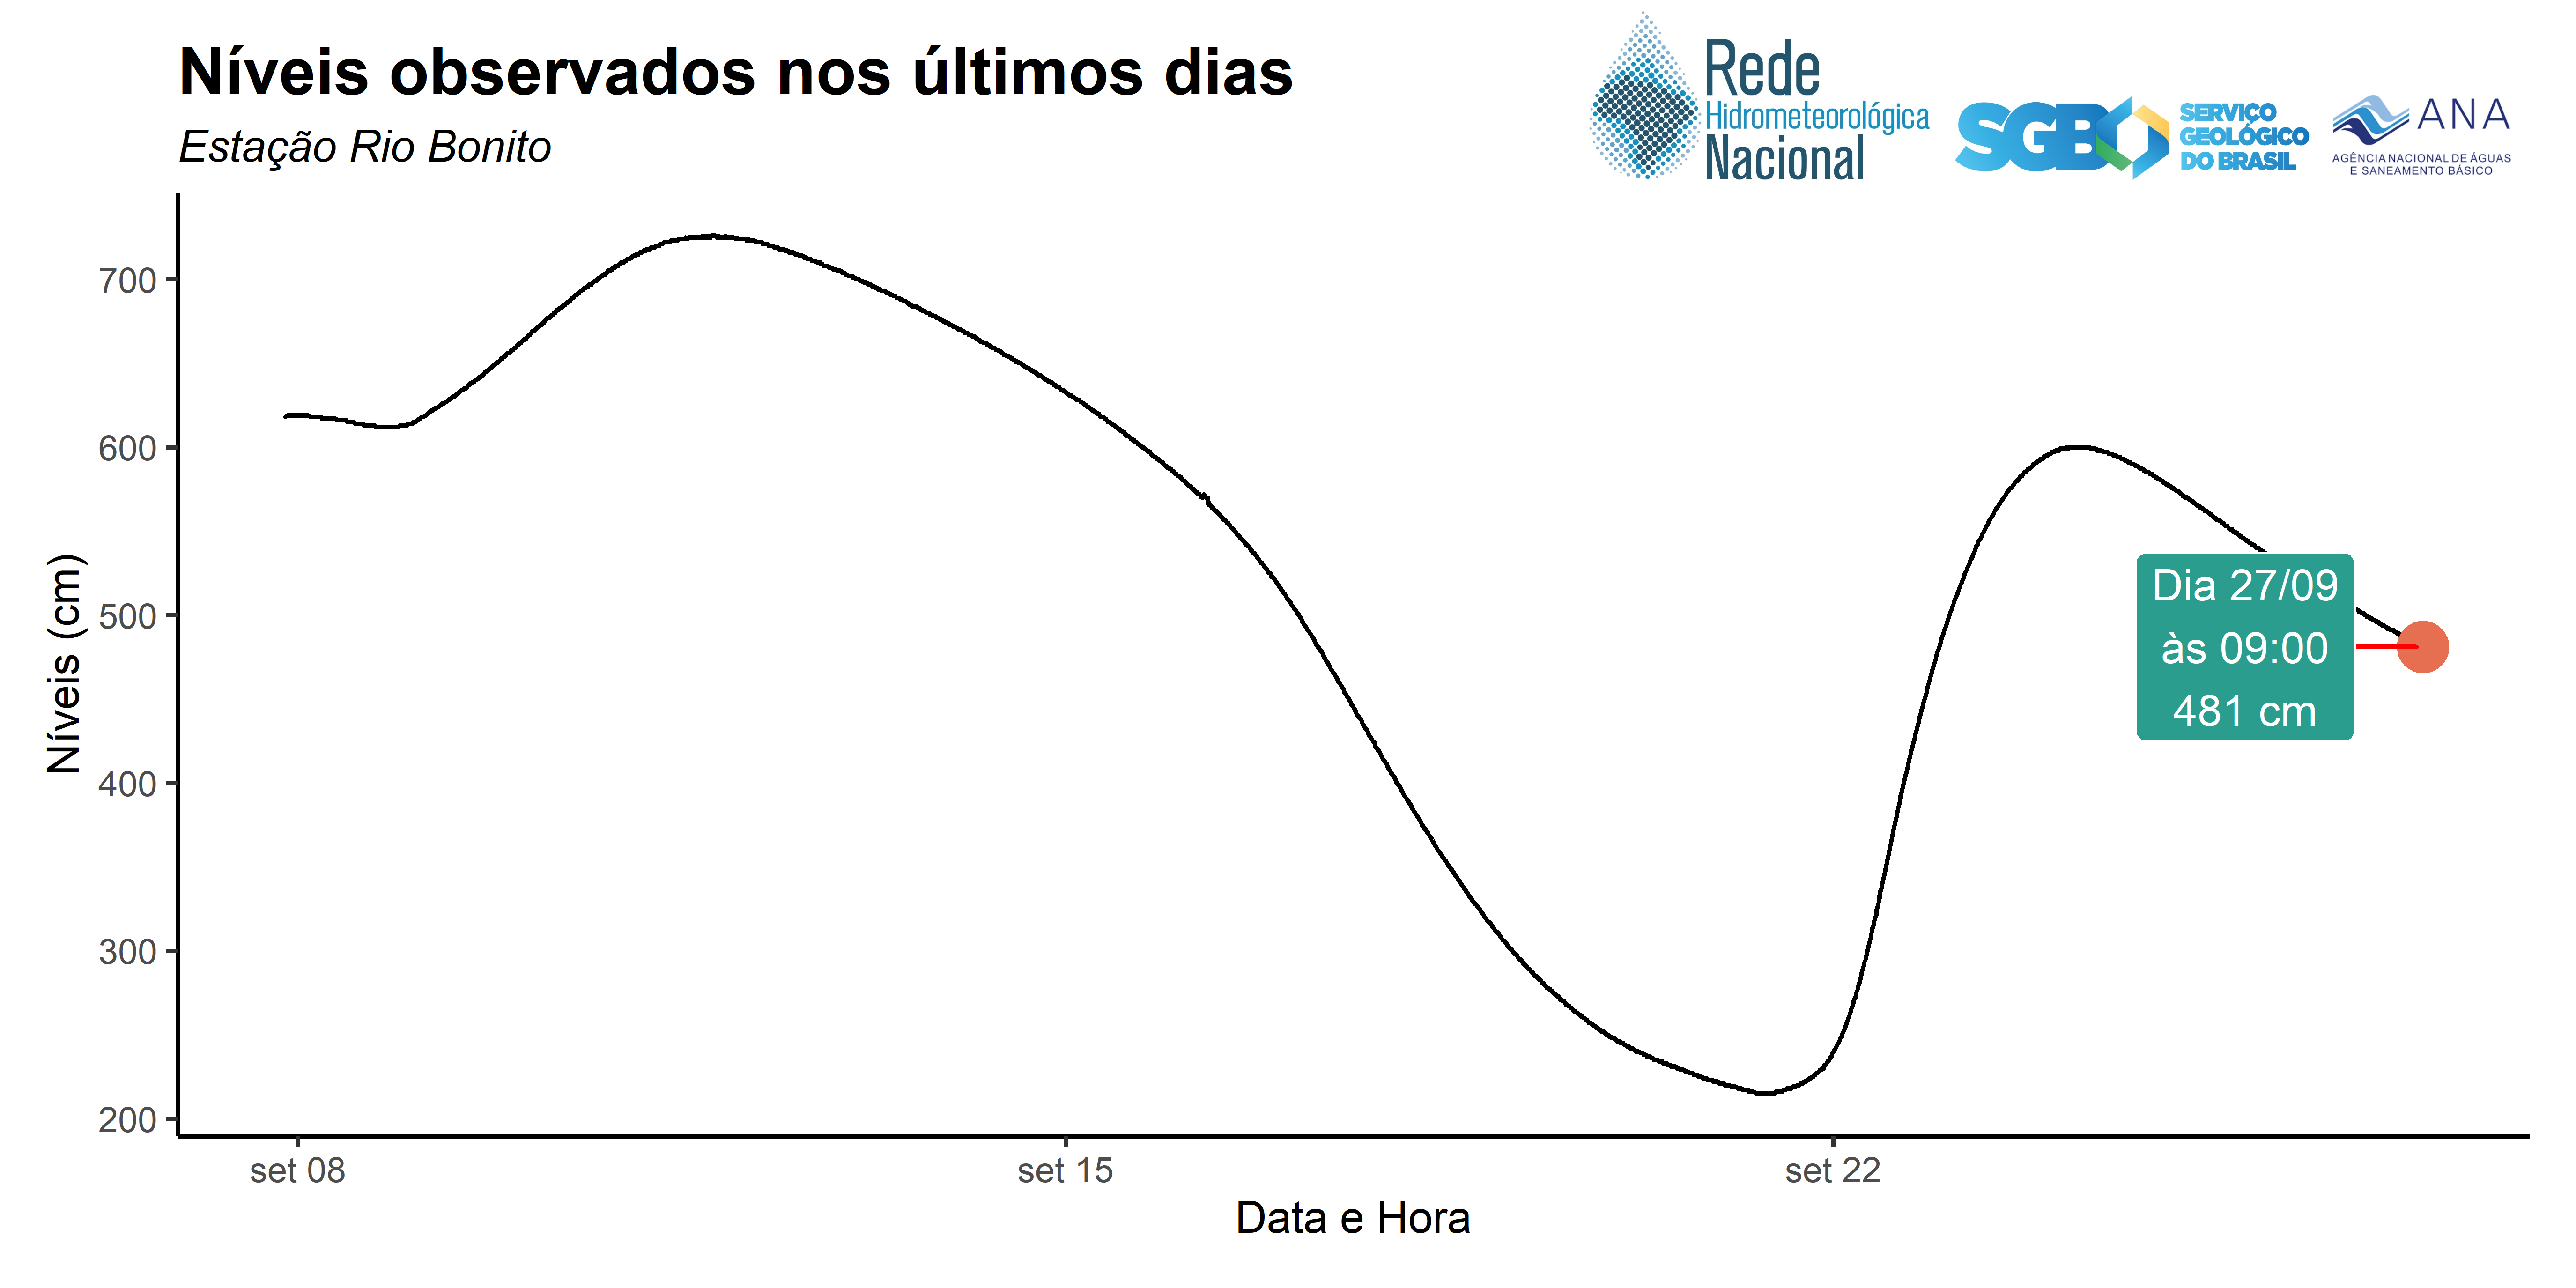 Níveis observados nos últimos dias
Estação Rio Bonito
Rede
Hidrometeorológica
Nacional
SGB
SERVIÇO
GEOLÓGICO
DO BRASIL
ANA
AGÊNCIA NACIONAL DE ÁGUAS
E SANEAMENTO BÁSICO
Níveis (cm)
700
600
500
400
300
200
Dia 27/09
às 09:00
481 cm
set 08
set 15
set 22
Data e Hora